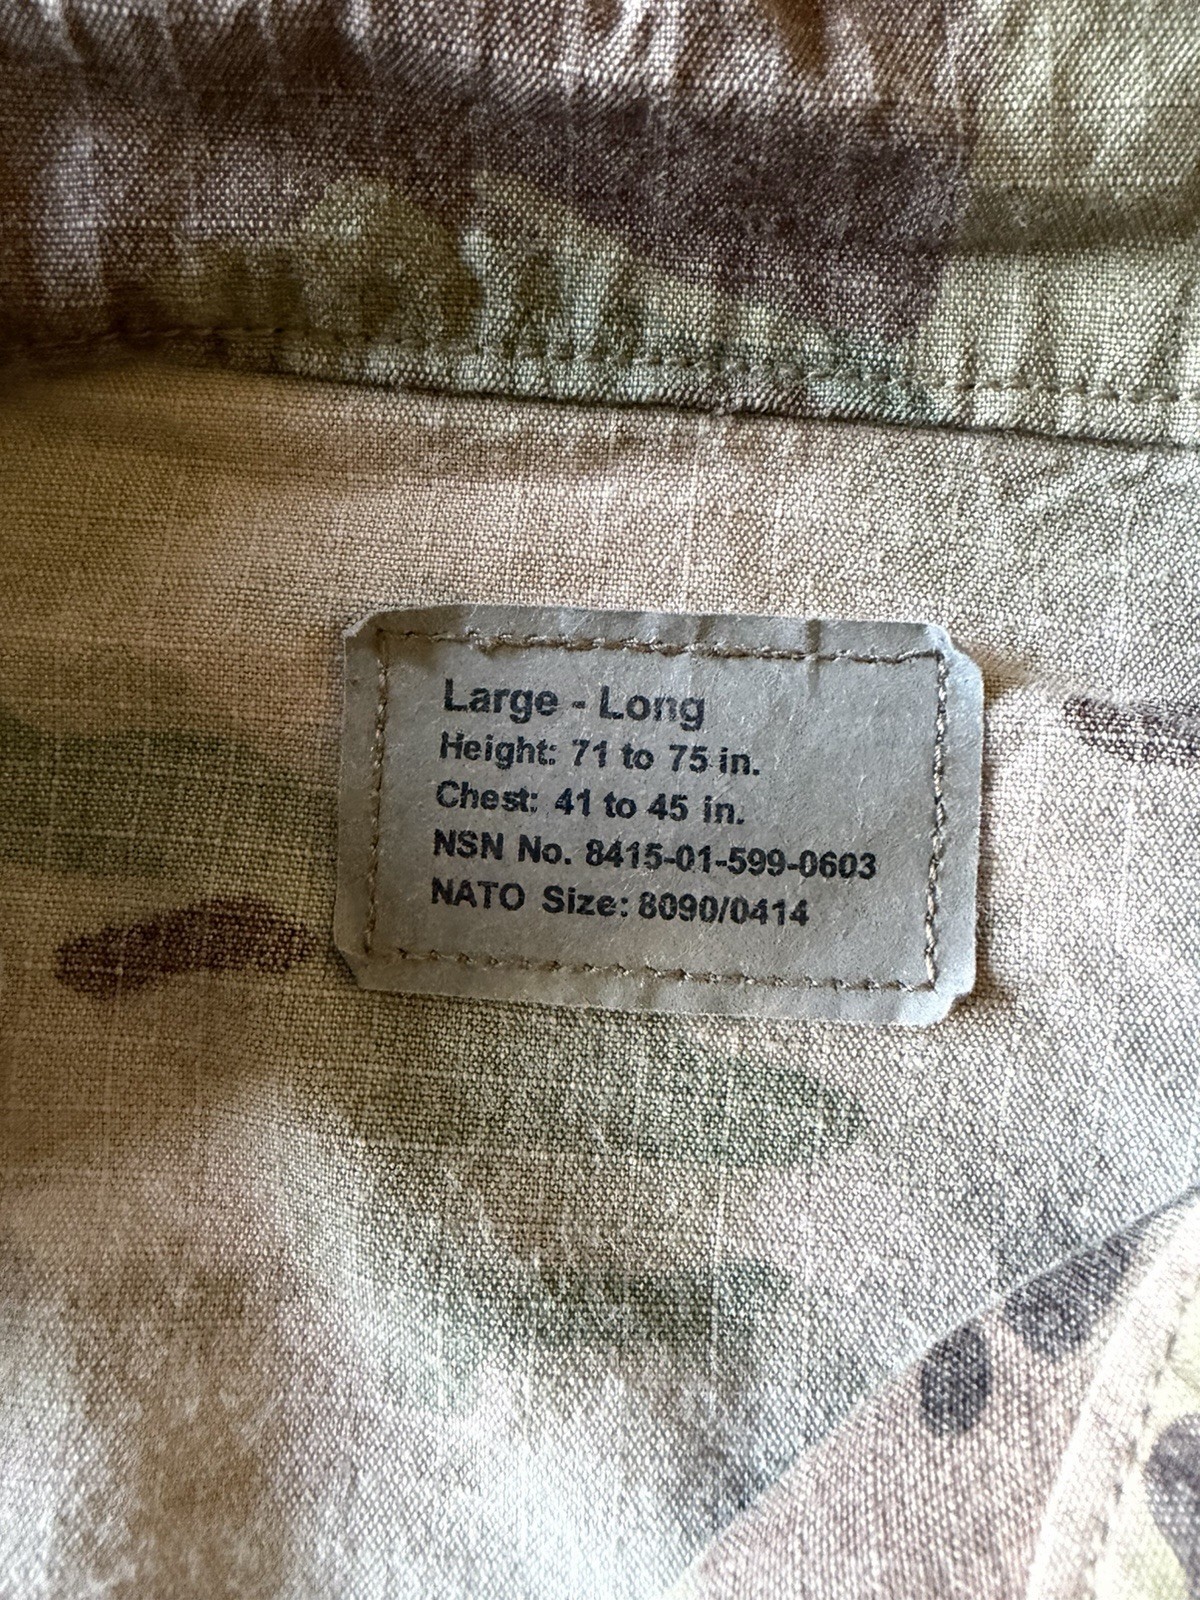 Large - Long
Height: 71 to 75 in.
Chest: 41 to 45 in.
NSN No. 8415-01-599-0603
NATO Size: 8090/0414